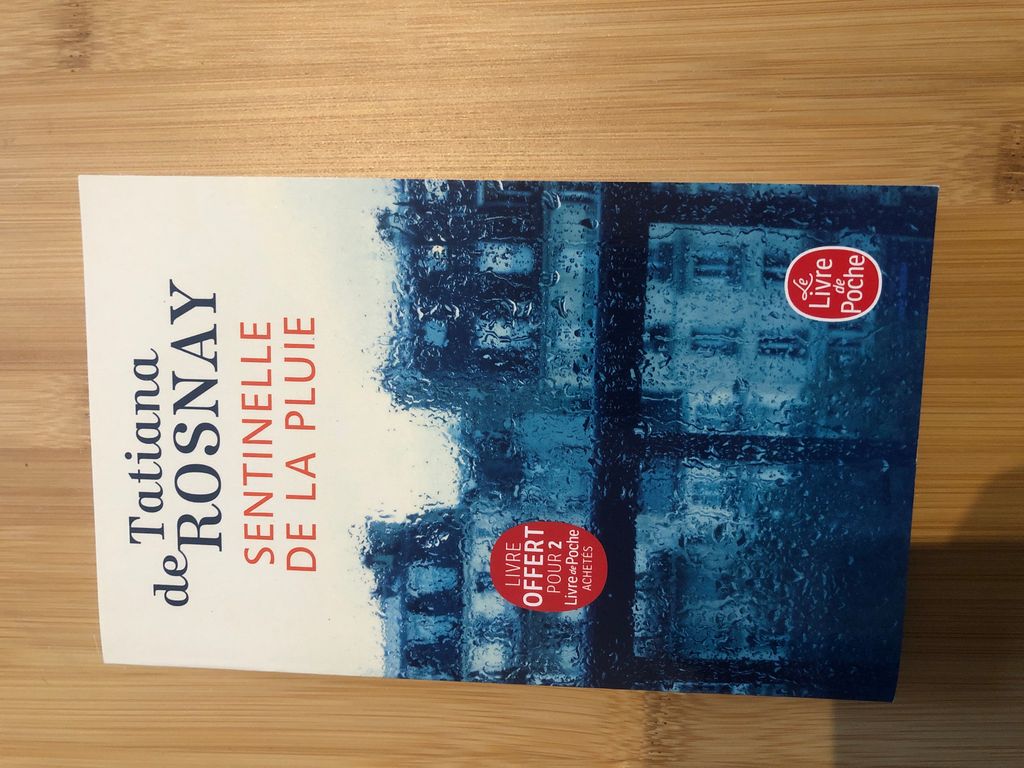 Tatiana
de ROSNAY
SENTINELLE
DE LA PLUIE
LIVRE
OFFERT
POUR 2
Livre de Poche
ACHETÉS
Le
Livre
de
Poche